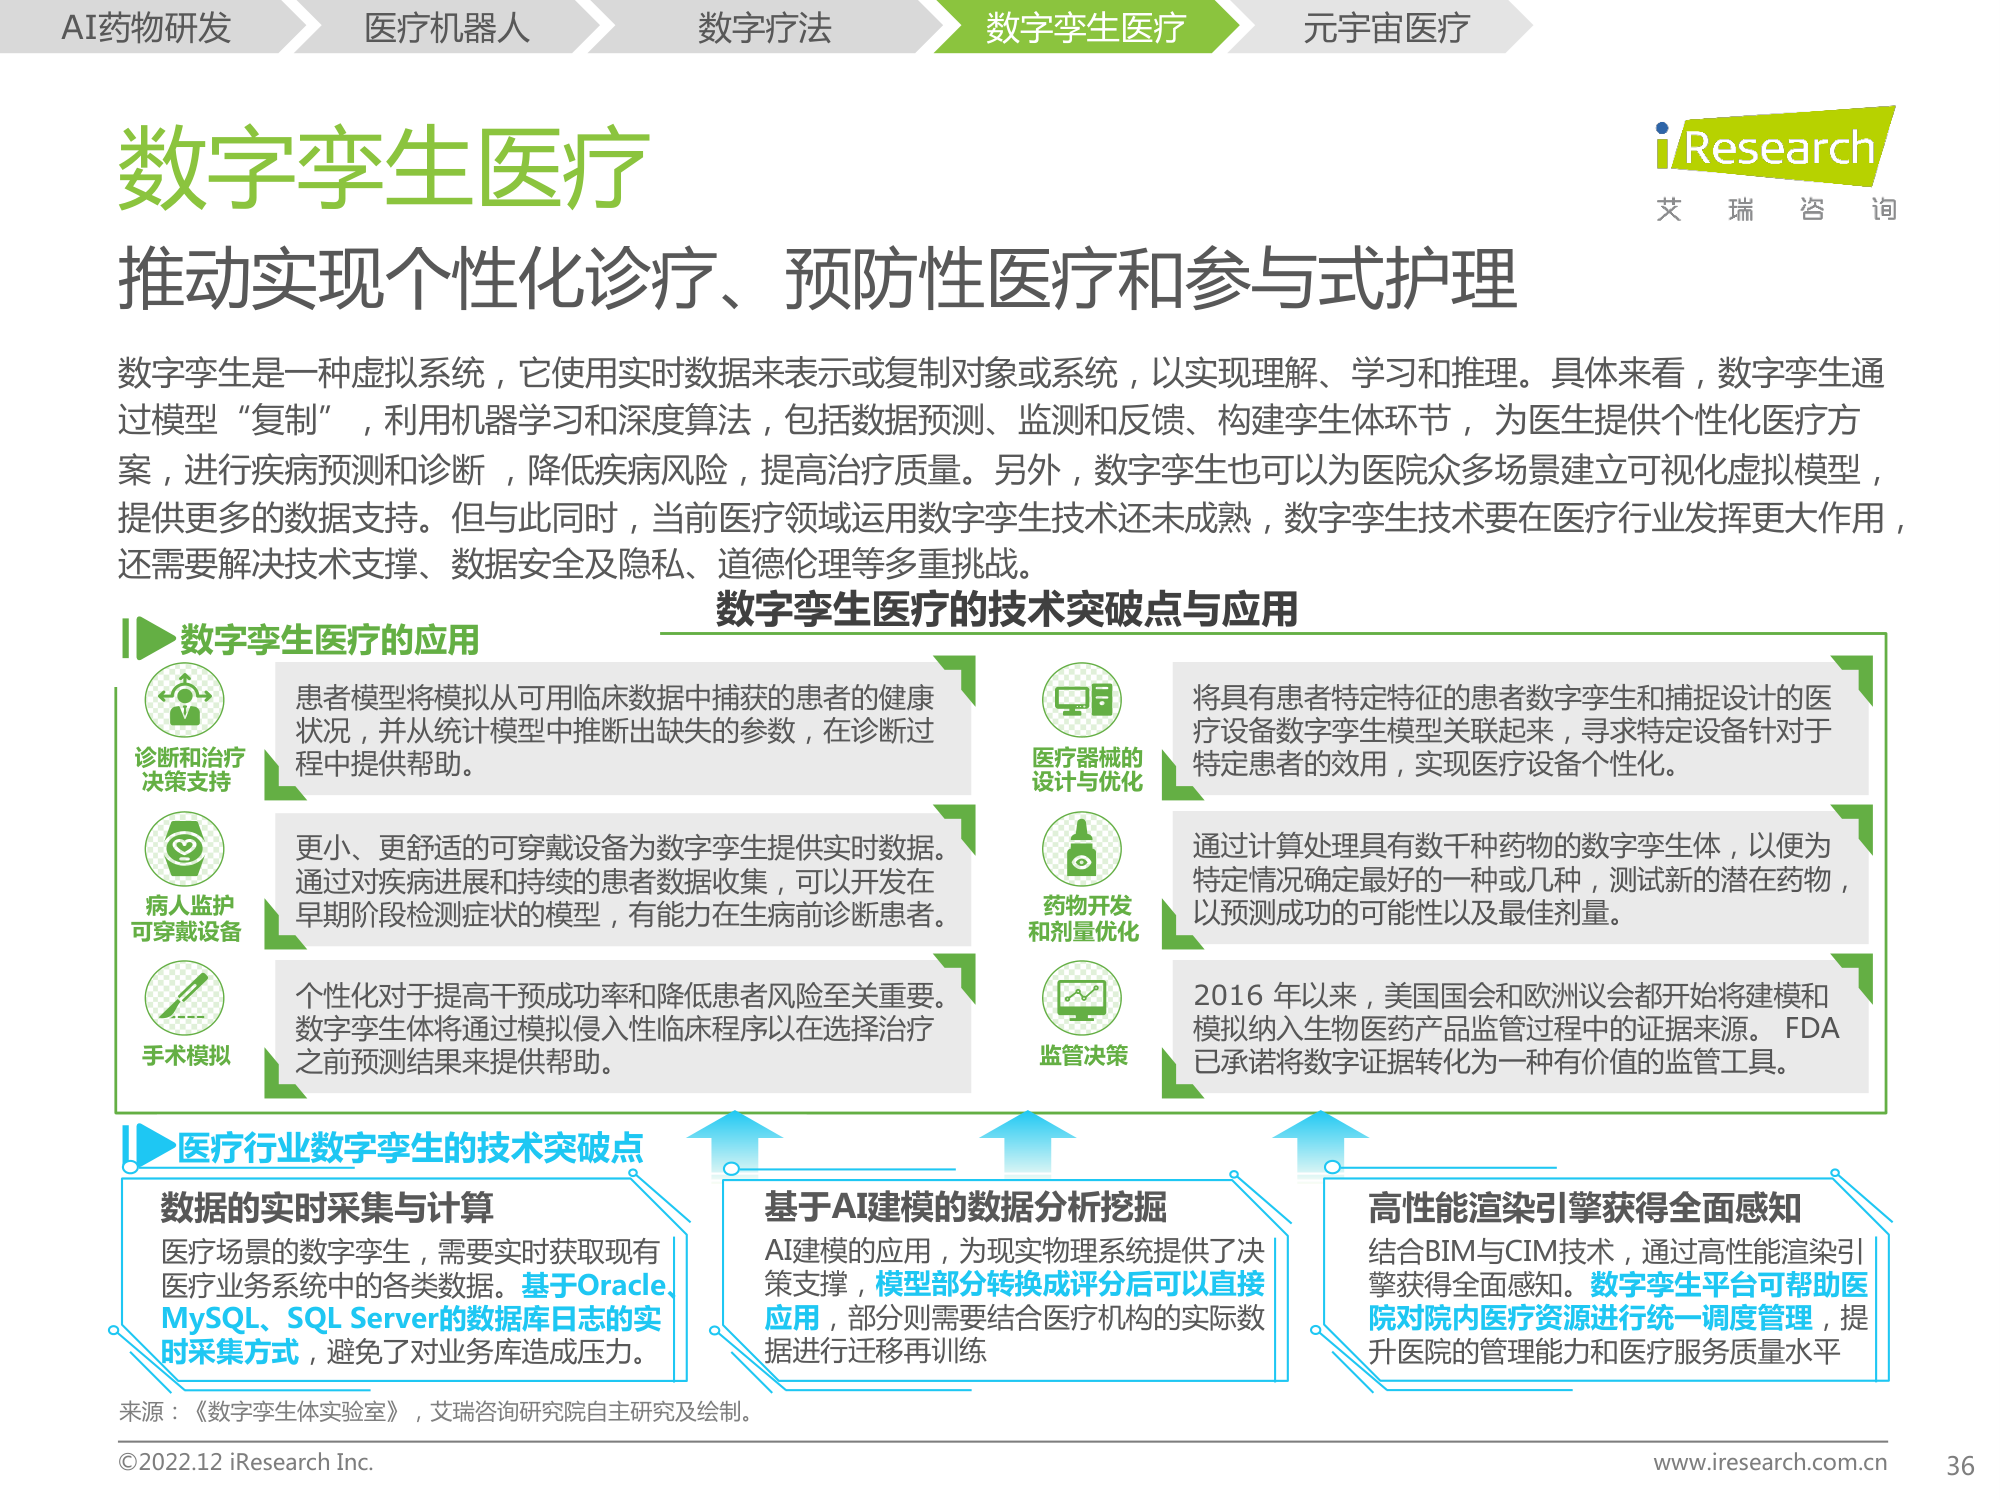 AI药物研发
医疗机器人
数字疗法
数字孪生医疗
元宇宙医疗
数字孪生医疗
iResearch
艾瑞咨询
推动实现个性化诊疗、预防性医疗和参与式护理
数字孪生是一种虚拟系统，它使用实时数据来表示或复制对象或系统，以实现理解、学习和推理。具体来看，数字孪生通
过模型“复制”，利用机器学习和深度算法，包括数据预测、监测和反馈、构建孪生体环节， 为医生提供个性化医疗方
案，进行疾病预测和诊断 ，降低疾病风险，提高治疗质量。另外，数字孪生也可以为医院众多场景建立可视化虚拟模型，
提供更多的数据支持。但与此同时，当前医疗领域运用数字孪生技术还未成熟，数字孪生技术要在医疗行业发挥更大作用，
还需要解决技术支撑、数据安全及隐私、道德伦理等多重挑战。
数字孪生医疗的技术突破点与应用
数字孪生医疗的应用
诊断和治疗
决策支持
患者模型将模拟从可用临床数据中捕获的患者的健康
状况，并从统计模型中推断出缺失的参数，在诊断过
程中提供帮助。
医疗器械的
设计与优化
将具有患者特定特征的患者数字孪生和捕捉设计的医
疗设备数字孪生模型关联起来，寻求特定设备针对于
特定患者的效用，实现医疗设备个性化。
病人监护
可穿戴设备
更小、更舒适的可穿戴设备为数字孪生提供实时数据。
通过对疾病进展和持续的患者数据收集，可以开发在
早期阶段检测症状的模型，有能力在生病前诊断患者。
药物开发
和剂量优化
通过计算处理具有数千种药物的数字孪生体，以便为
特定情况确定最好的一种或几种，测试新的潜在药物，
以预测成功的可能性以及最佳剂量。
手术模拟
个性化对于提高干预成功率和降低患者风险至关重要。
数字孪生体将通过模拟侵入性临床程序以在选择治疗
之前预测结果来提供帮助。
监管决策
2016 年以来，美国国会和欧洲议会都开始将建模和
模拟纳入生物医药产品监管过程中的证据来源。 FDA
已承诺将数字证据转化为一种有价值的监管工具。
医疗行业数字孪生的技术突破点
数据的实时采集与计算
医疗场景的数字孪生，需要实时获取现有
医疗业务系统中的各类数据。基于Oracle、
MySQL、SQL Server的数据库日志的实
时采集方式，避免了对业务库造成压力。
基于AI建模的数据分析挖掘
AI建模的应用，为现实物理系统提供了决
策支撑，模型部分转换成评分后可以直接
应用，部分则需要结合医疗机构的实际数
据进行迁移再训练
高性能渲染引擎获得全面感知
结合BIM与CIM技术，通过高性能渲染引
擎获得全面感知。数字孪生平台可帮助医
院对院内医疗资源进行统一调度管理，提
升医院的管理能力和医疗服务质量水平
来源：《数字孪生体实验室》，艾瑞咨询研究院自主研究及绘制。
©2022.12 iResearch Inc.
www.iresearch.com.cn
36